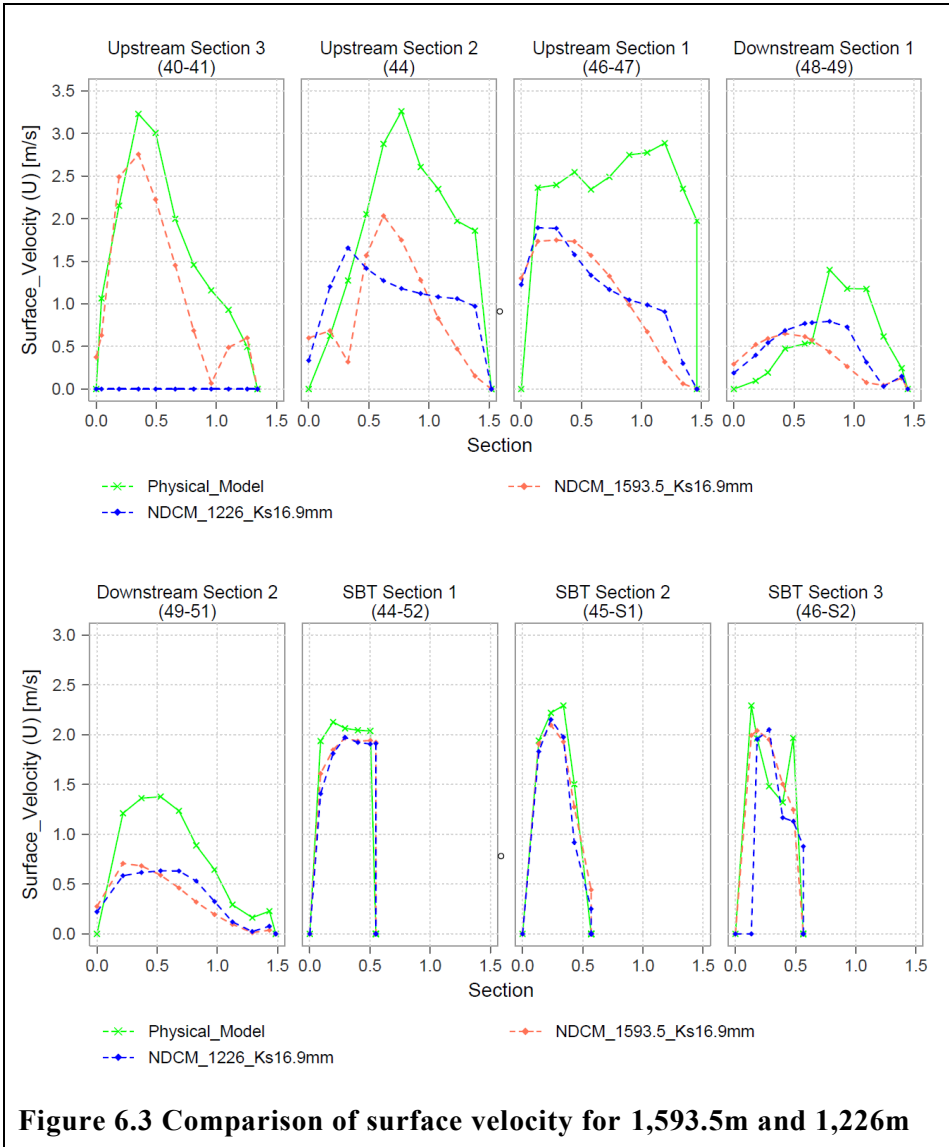 Upstream Section 3 Upstream Section 2 Upstream Section 1 Downstream Section 1
(40-41) (44) (46-47) (48-49)
3.5
3.0
2.5
2.0
1.5
1.0
0.5
0.0
Surface_Velocity (U) [m/s]
0.0 0.5 1.0 1.5 0.0 0.5 1.0 1.5 0.0 0.5 1.0 1.5 0.0 0.5 1.0 1.5
Section
Physical_Model NDCM_1593.5_Ks16.9mm
NDCM_1226_Ks16.9mm
Downstream Section 2 SBT Section 1 SBT Section 2 SBT Section 3
(49-51) (44-52) (45-S1) (46-S2)
3.0
2.5
2.0
1.5
1.0
0.5
0.0
Surface_Velocity (U) [m/s]
0.0 0.5 1.0 1.5 0.0 0.5 1.0 1.5 0.0 0.5 1.0 1.5 0.0 0.5 1.0 1.5
Section
Physical_Model NDCM_1593.5_Ks16.9mm
NDCM_1226_Ks16.9mm
Figure 6.3 Comparison of surface velocity for 1,593.5m and 1,226m